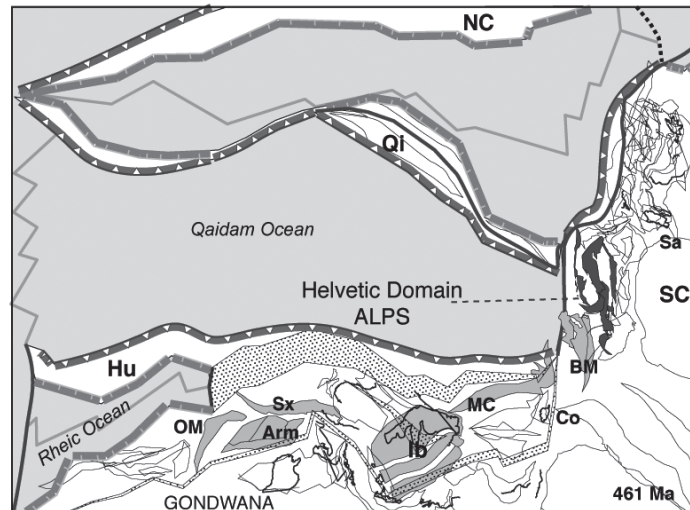 NC
Qi
Qaidam Ocean
Sa
Helvetic Domain
ALPS
SC
Hu
BM
Sx
MC
Rheic Ocean
OM
Arm
Ib
Co
GONDWANA
461 Ma